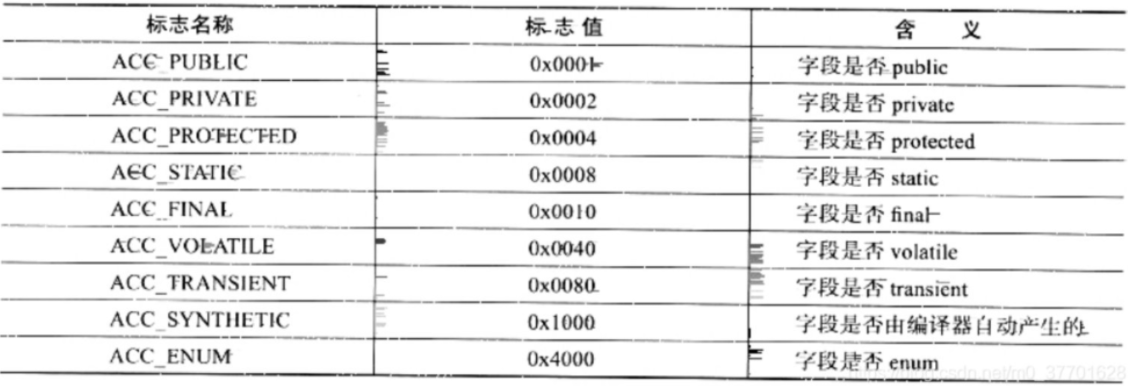 标志名称 标志值 含义
ACC_PUBLIC 0x0001 字段是否 public
ACC_PRIVATE 0x0002 字段是否 private
ACC_PROTECTED 0x0004 字段是否 protected
ACC_STATIC 0x0008 字段是否 static
ACC_FINAL 0x0010 字段是否 final
ACC_VOLATILE 0x0040 字段是否 volatile
ACC_TRANSIENT 0x0080 字段是否 transient
ACC_SYNTHETIC 0x1000 字段是否由编译器自动产生的
ACC_ENUM 0x4000 字段是否 enum
https://blog.csdn.net/m0_37701628